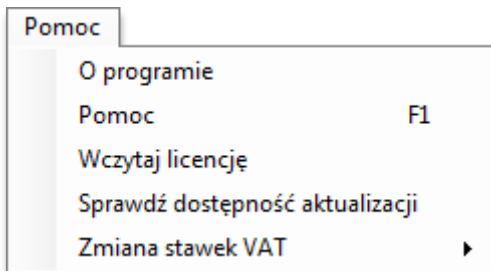 Pomoc
O programie
Pomoc F1
Wczytaj licencję
Sprawdź dostępność aktualizacji
Zmiana stawek VAT